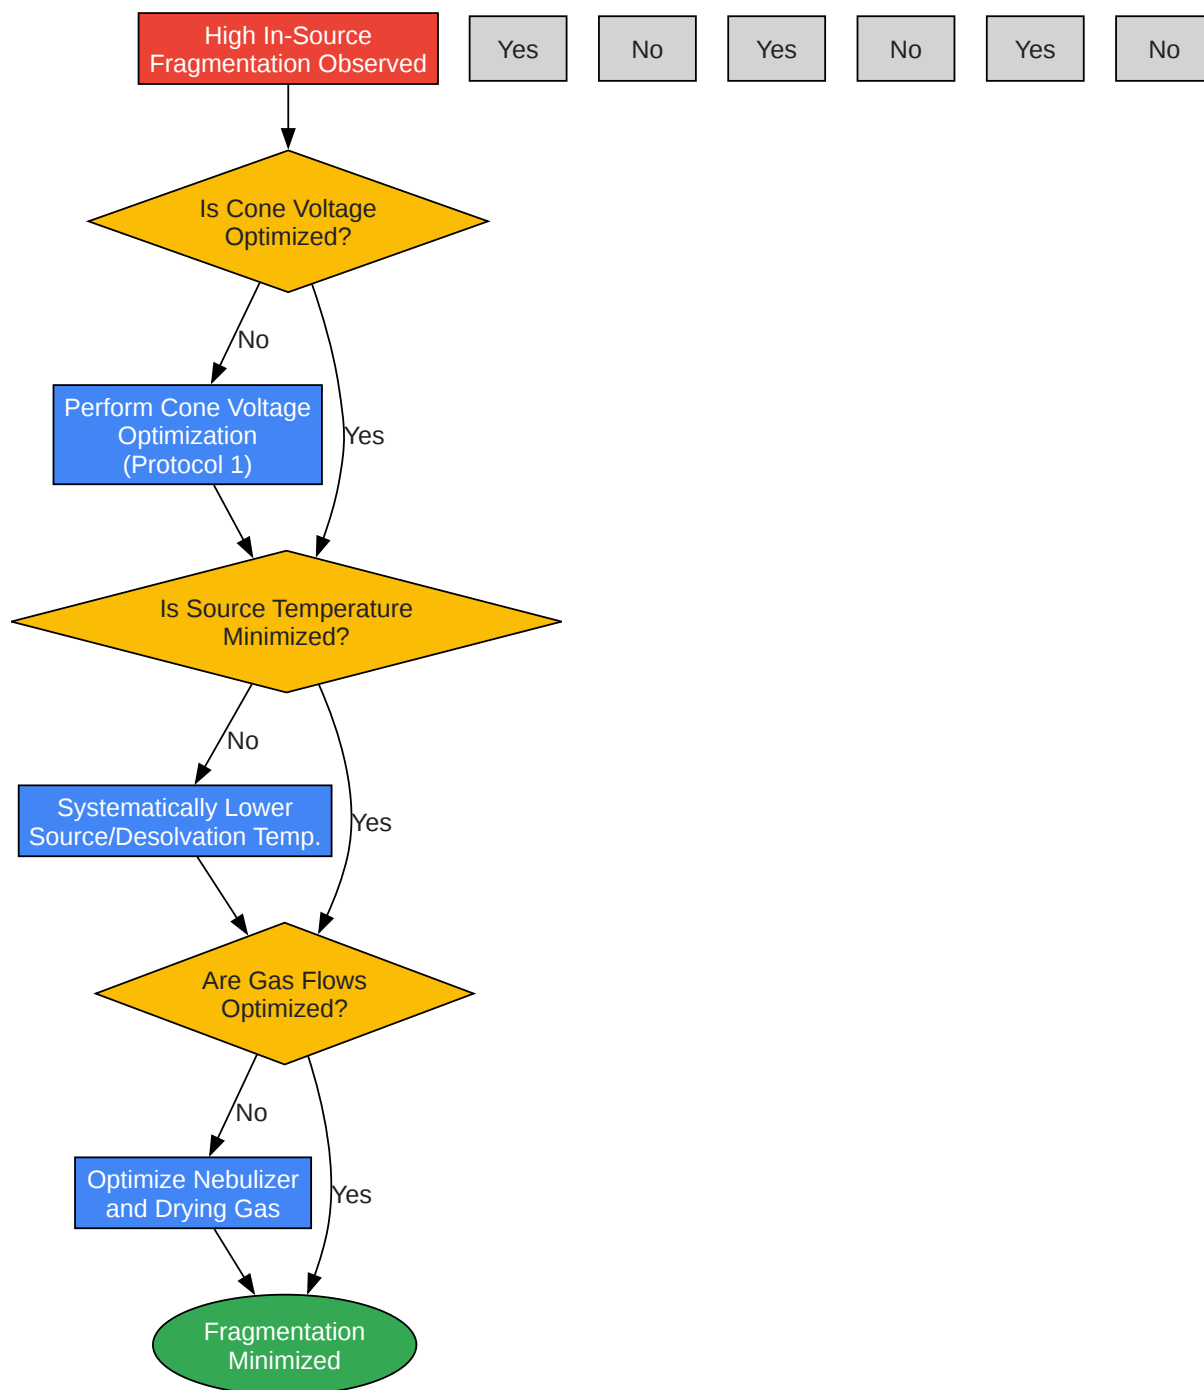 High In-Source
Fragmentation Observed
Yes
No
Yes
No
Yes
No
Is Cone Voltage
Optimized?
No
Perform Cone Voltage
Optimization
(Protocol 1)
Yes
Is Source Temperature
Minimized?
No
Systematically Lower
Source/Desolvation Temp.
Yes
Are Gas Flows
Optimized?
No
Optimize Nebulizer
and Drying Gas
Yes
Fragmentation
Minimized